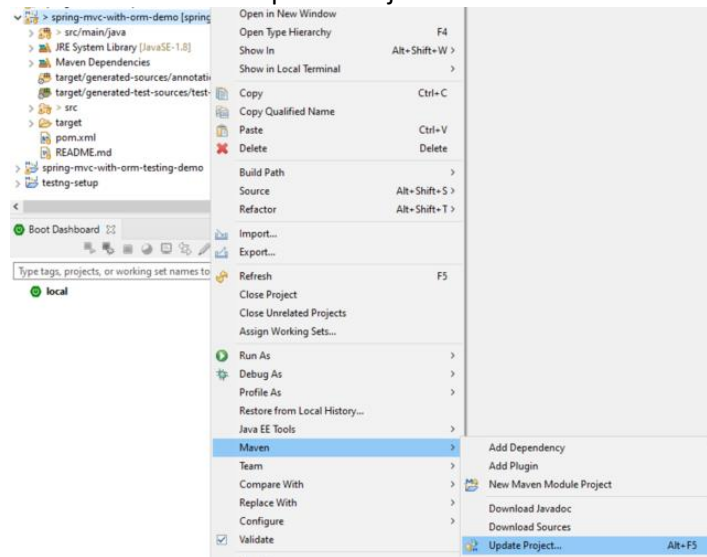 > spring-mvc-with-orm-demo [spring
> src/main/java
JRE System Library [JavaSE-1.8]
Maven Dependencies
target/generated-sources/annotati
target/generated-test-sources/test-
> src
target
pom.xml
README.md
spring-mvc-with-orm-testing-demo
testng-setup
Boot Dashboard
Type tags, projects, or working set names to
local
Open in New Window
Open Type Hierarchy F4
Show In Alt+Shift+W >
Show in Local Terminal >
Copy Ctrl+C
Copy Qualified Name
Paste Ctrl+V
Delete Delete
Build Path >
Source Alt+Shift+S >
Refactor Alt+Shift+T >
Import...
Export...
Refresh F5
Close Project
Close Unrelated Projects
Assign Working Sets...
Run As >
Debug As >
Profile As >
Restore from Local History...
Java EE Tools >
Maven >
Team >
Compare With >
Replace With >
Configure >
Validate
Add Dependency
Add Plugin
New Maven Module Project
Download Javadoc
Download Sources
Update Project... Alt+F5